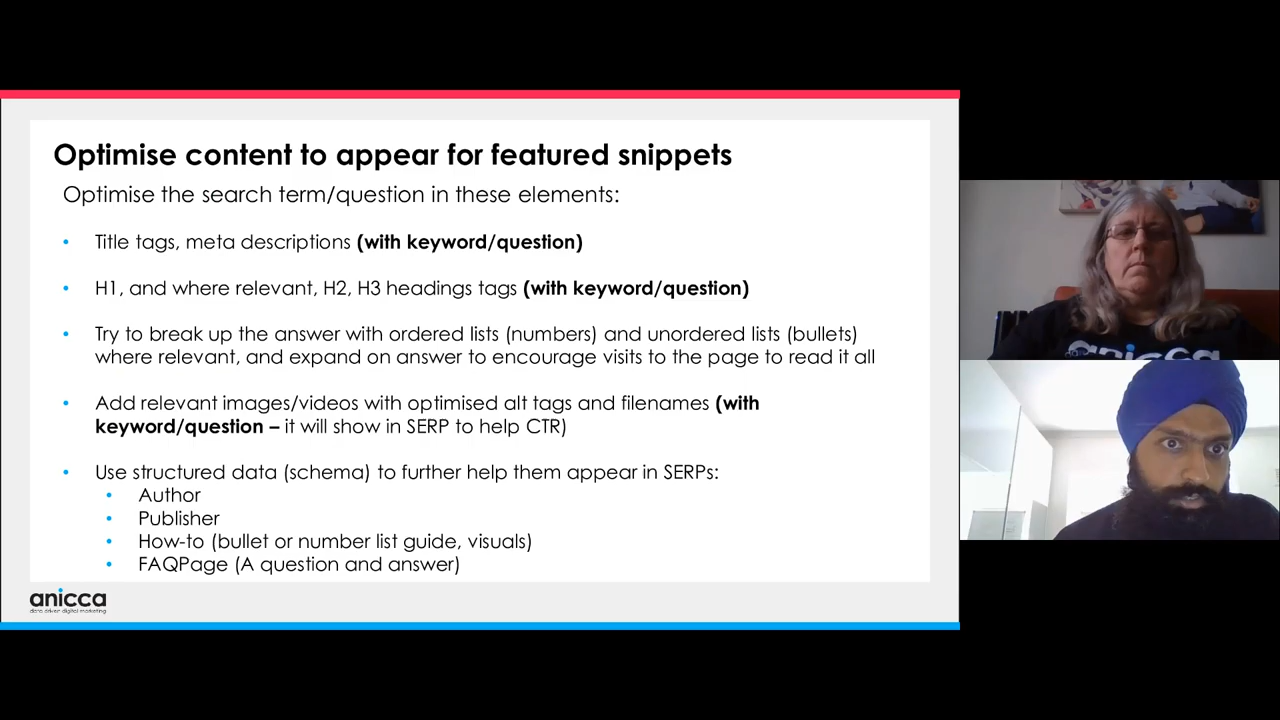 Optimise content to appear for featured snippets
Optimise the search term/question in these elements:
• Title tags, meta descriptions (with keyword/question)
• H1, and where relevant, H2, H3 headings tags (with keyword/question)
• Try to break up the answer with ordered lists (numbers) and unordered lists (bullets)
where relevant, and expand on answer to encourage visits to the page to read it all
• Add relevant images/videos with optimised alt tags and filenames (with
keyword/question – it will show in SERP to help CTR)
• Use structured data (schema) to further help them appear in SERPs:
• Author
• Publisher
• How-to (bullet or number list guide, visuals)
• FAQPage (A question and answer)
anicca
data driven digital marketing
anicca